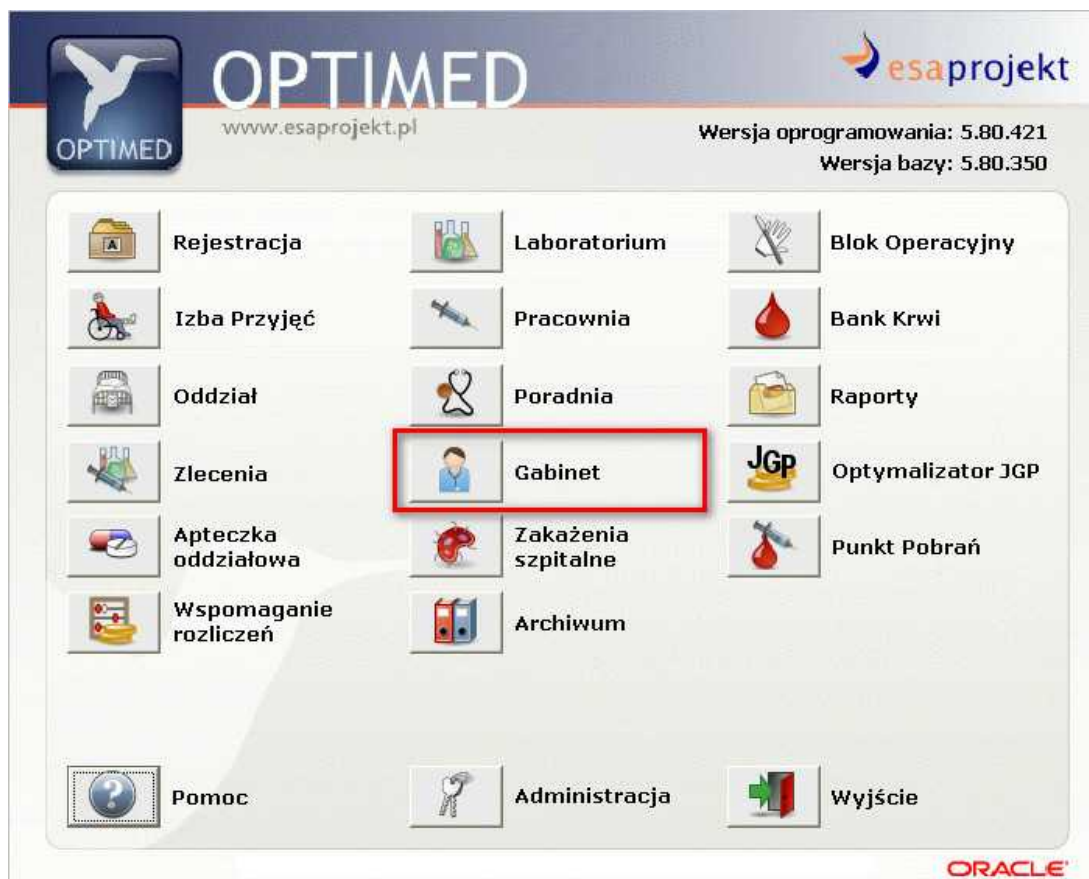 OPTIMED
OPTIMED
www.esaprojekt.pl
esaprojekt
Wersja oprogramowania: 5.80.421
Wersja bazy: 5.80.350
A
Rejestracja
Laboratorium
Blok Operacyjny
Izba Przyjęć
Pracownia
Bank Krwi
Oddział
Poradnia
Raporty
Zlecenia
Gabinet
JGP
Optymalizator JGP
Apteczka
oddziałowa
Zakażenia
szpitalne
Punkt Pobrań
Wspomaganie
rozliczeń
Archiwum
?
Pomoc
Administracja
Wyjście
ORACLE